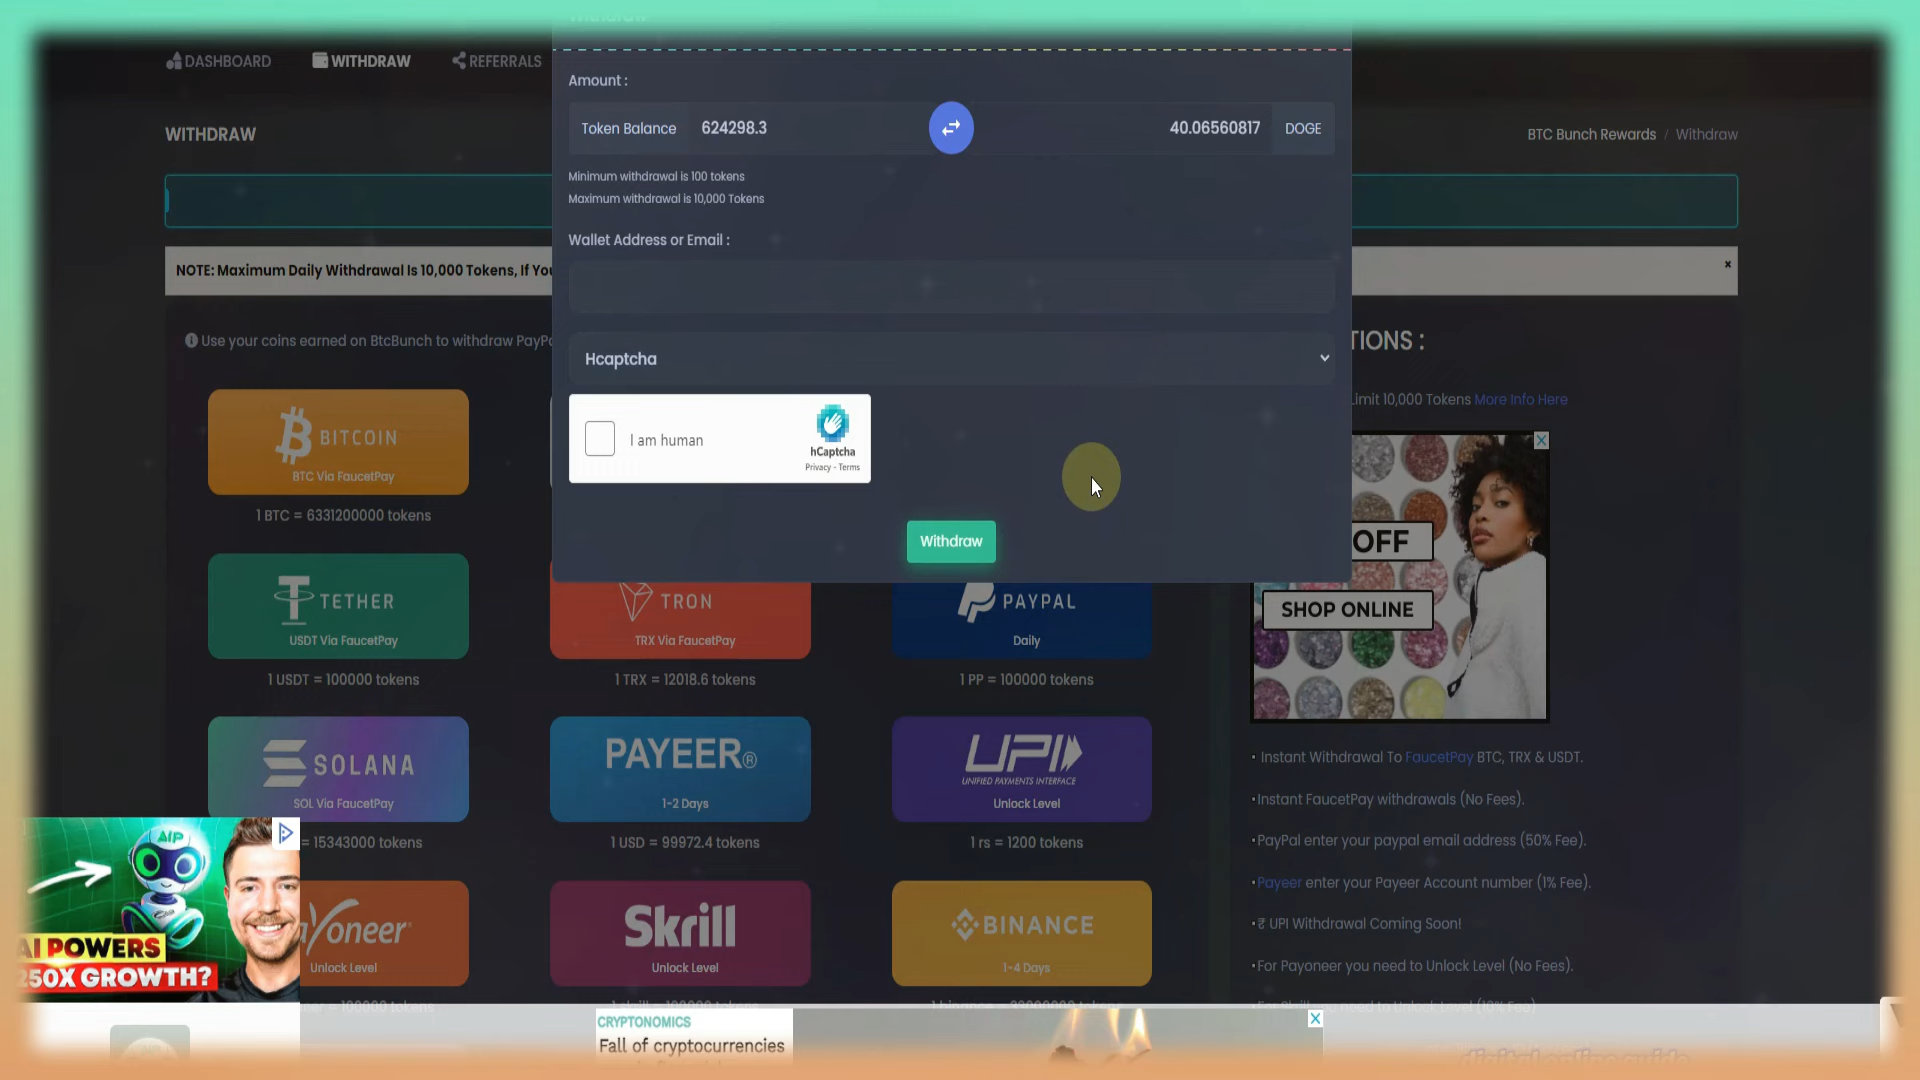 DASHBOARD
WITHDRAW
REFERRALS
Amount :
Token Balance
624298.3
40.06560817
DOGE
Minimum withdrawal is 100 tokens
Maximum withdrawal is 10,000 Tokens
WITHDRAW
BTC Bunch Rewards / Withdraw
Wallet Address or Email :
NOTE: Maximum Daily Withdrawal Is 10,000 Tokens, If You
×
Use your coins earned on BtcBunch to withdraw PayPa
Hcaptcha
I am human
hCaptcha
Privacy - Terms
Withdraw
BITCOIN
BTC Via FaucetPay
1 BTC = 6331200000 tokens
TETHER
USDT Via FaucetPay
1 USDT = 100000 tokens
TRON
TRX Via FaucetPay
1 TRX = 12018.6 tokens
PAYPAL
Daily
1 PP = 100000 tokens
SOLANA
SOL Via FaucetPay
= 15343000 tokens
PAYEER®
1-2 Days
1 USD = 99972.4 tokens
UPI
UNIFIED PAYMENTS INTERFACE
Unlock Level
1 rs = 1200 tokens
ayoneer
Unlock Level
Skrill
Unlock Level
BINANCE
1-4 Days
TIONS :
Limit 10,000 Tokens More Info Here
OFF
SHOP ONLINE
• Instant Withdrawal To FaucetPay BTC, TRX & USDT.
•Instant FaucetPay withdrawals (No Fees).
•PayPal enter your paypal email address (50% Fee).
•Payeer enter your Payeer Account number (1% Fee).
•₹ UPI Withdrawal Coming Soon!
•For Payoneer you need to Unlock Level (No Fees).
AIP
AI POWERS
250X GROWTH?
CRYPTONOMICS
Fall of cryptocurrencies